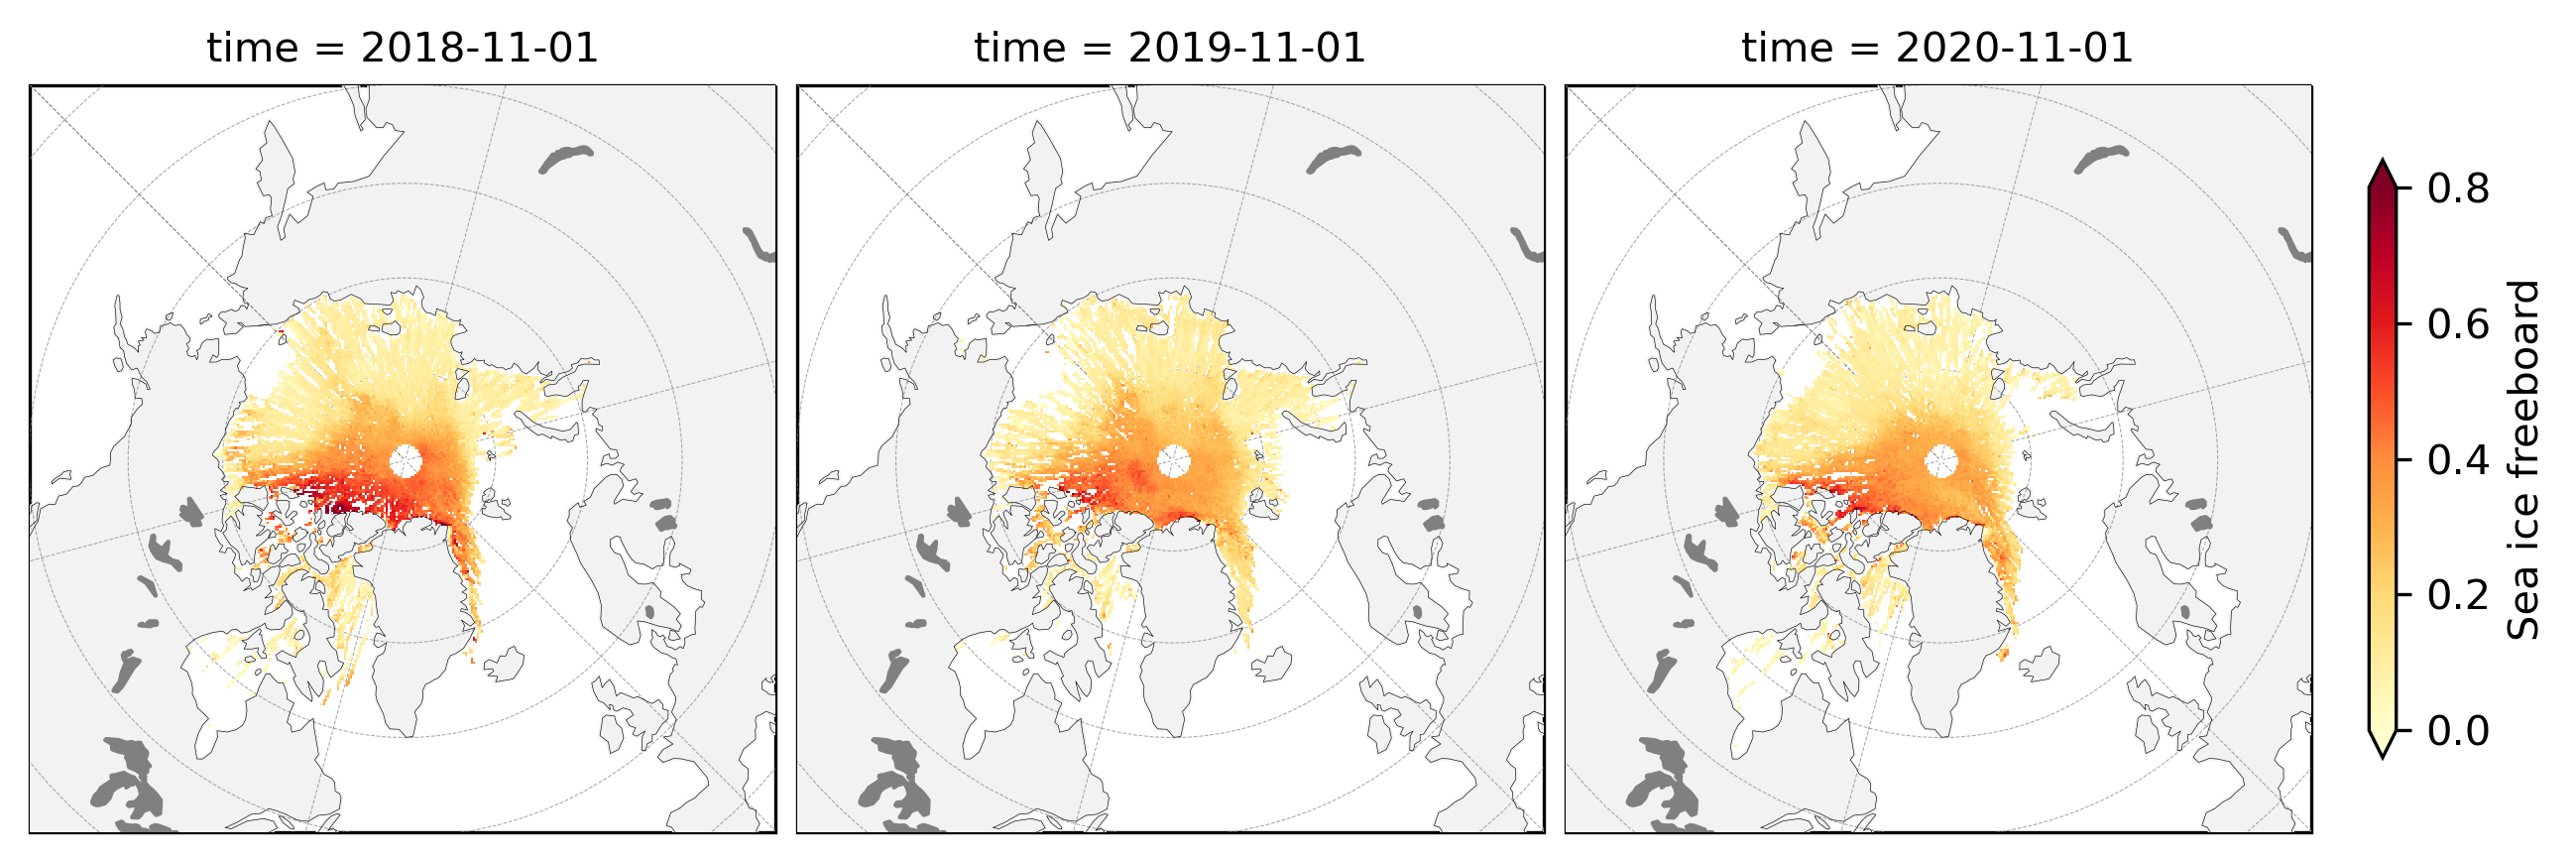 time = 2018-11-01
time = 2019-11-01
time = 2020-11-01
0.8
0.6
0.4
0.2
0.0
Sea ice freeboard